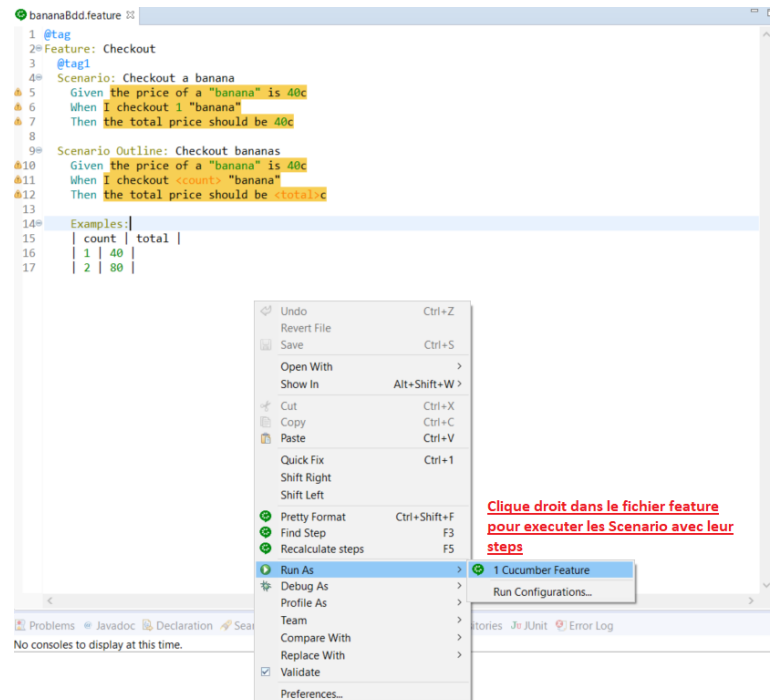 bananaBdd.feature
1 @tag
2 Feature: Checkout
3 @tag1
4 Scenario: Checkout a banana
5 Given the price of a "banana" is 40c
6 When I checkout 1 "banana"
7 Then the total price should be 40c
8
9 Scenario Outline: Checkout bananas
10 Given the price of a "banana" is 40c
11 When I checkout <count> "banana"
12 Then the total price should be <total>c
13
14 Examples:
15 | count | total |
16 | 1 | 40 |
17 | 2 | 80 |
Undo Ctrl+Z
Revert File
Save Ctrl+S
Open With
Show In Alt+Shift+W
Cut Ctrl+X
Copy Ctrl+C
Paste Ctrl+V
Quick Fix Ctrl+1
Shift Right
Shift Left
Pretty Format Ctrl+Shift+F
Find Step F3
Recalculate steps F5
Run As
Debug As
Profile As
Team
Compare With
Replace With
Validate
Preferences...
Clique droit dans le fichier feature
pour executer les Scenario avec leur
steps
1 Cucumber Feature
Run Configurations...
Problems Javadoc Declaration Sear itories JUnit Error Log
No consoles to display at this time.